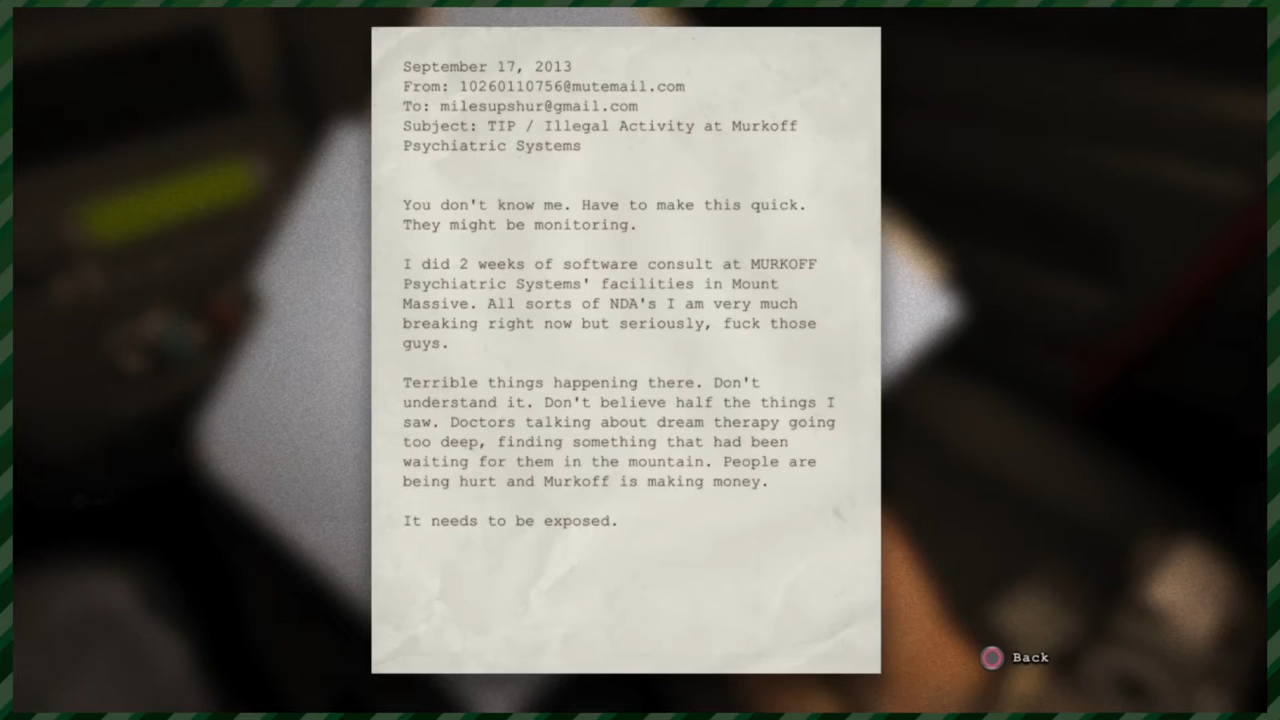 September 17, 2013
From: 10260110756@mutemail.com
To: milesupshur@gmail.com
Subject: TIP / Illegal Activity at Murkoff
Psychiatric Systems
You don't know me. Have to make this quick.
They might be monitoring.
I did 2 weeks of software consult at MURKOFF
Psychiatric Systems' facilities in Mount
Massive. All sorts of NDA's I am very much
breaking right now but seriously, fuck those
guys.
Terrible things happening there. Don't
understand it. Don't believe half the things I
saw. Doctors talking about dream therapy going
too deep, finding something that had been
waiting for them in the mountain. People are
being hurt and Murkoff is making money.
It needs to be exposed.
Back